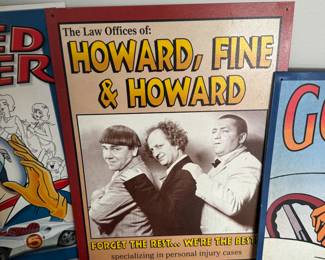 ED
ER
The Law Offices of:
HOWARD, FINE
& HOWARD
FORGET THE REST... WE'RE THE BEST!
specializing in personal injury cases
GO